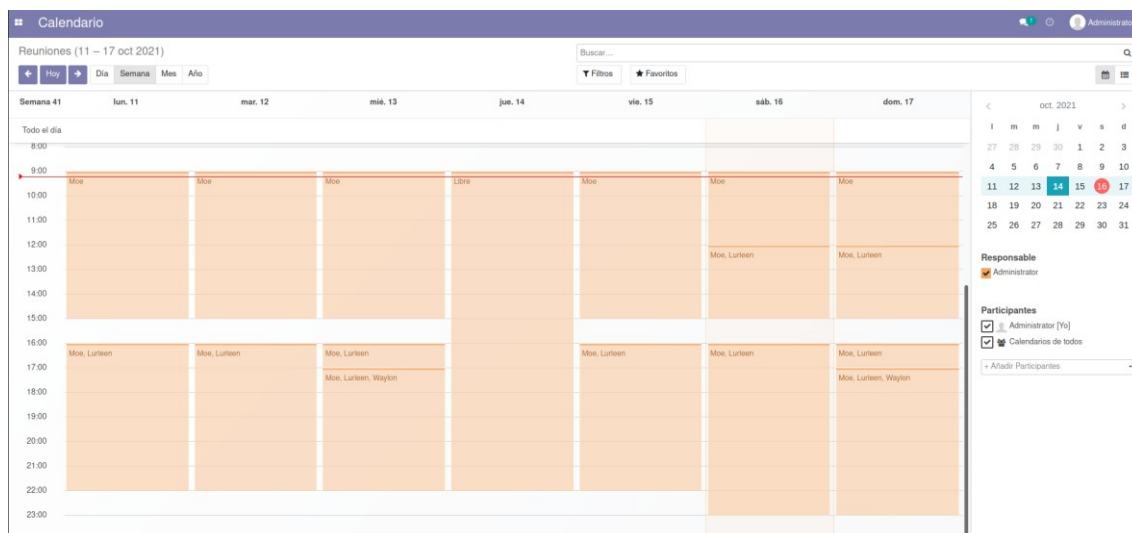 Calendario
1
Administrato
Reuniones (11 – 17 oct 2021)
Buscar...
Hoy Día Semana Mes Año
Filtros Favoritos
Semana 41 lun. 11 mar. 12 mié. 13 jue. 14 vie. 15 sáb. 16 dom. 17
Todo el día
8:00
9:00
Moe Moe Moe Libre Moe Moe Moe
10:00
11:00
12:00
Moe, Lurleen Moe, Lurleen
13:00
14:00
15:00
16:00
Moe, Lurleen Moe, Lurleen Moe, Lurleen Moe, Lurleen Moe, Lurleen Moe, Lurleen
17:00
Moe, Lurleen, Waylon Moe, Lurleen, Waylon
18:00
19:00
20:00
21:00
22:00
23:00
oct. 2021
l m m j v s d
27 28 29 30 1 2 3
4 5 6 7 8 9 10
11 12 13 14 15 16 17
18 19 20 21 22 23 24
25 26 27 28 29 30 31
Responsable
Administrator
Participantes
Administrator [Yo]
Calendarios de todos
+ Añadir Participantes